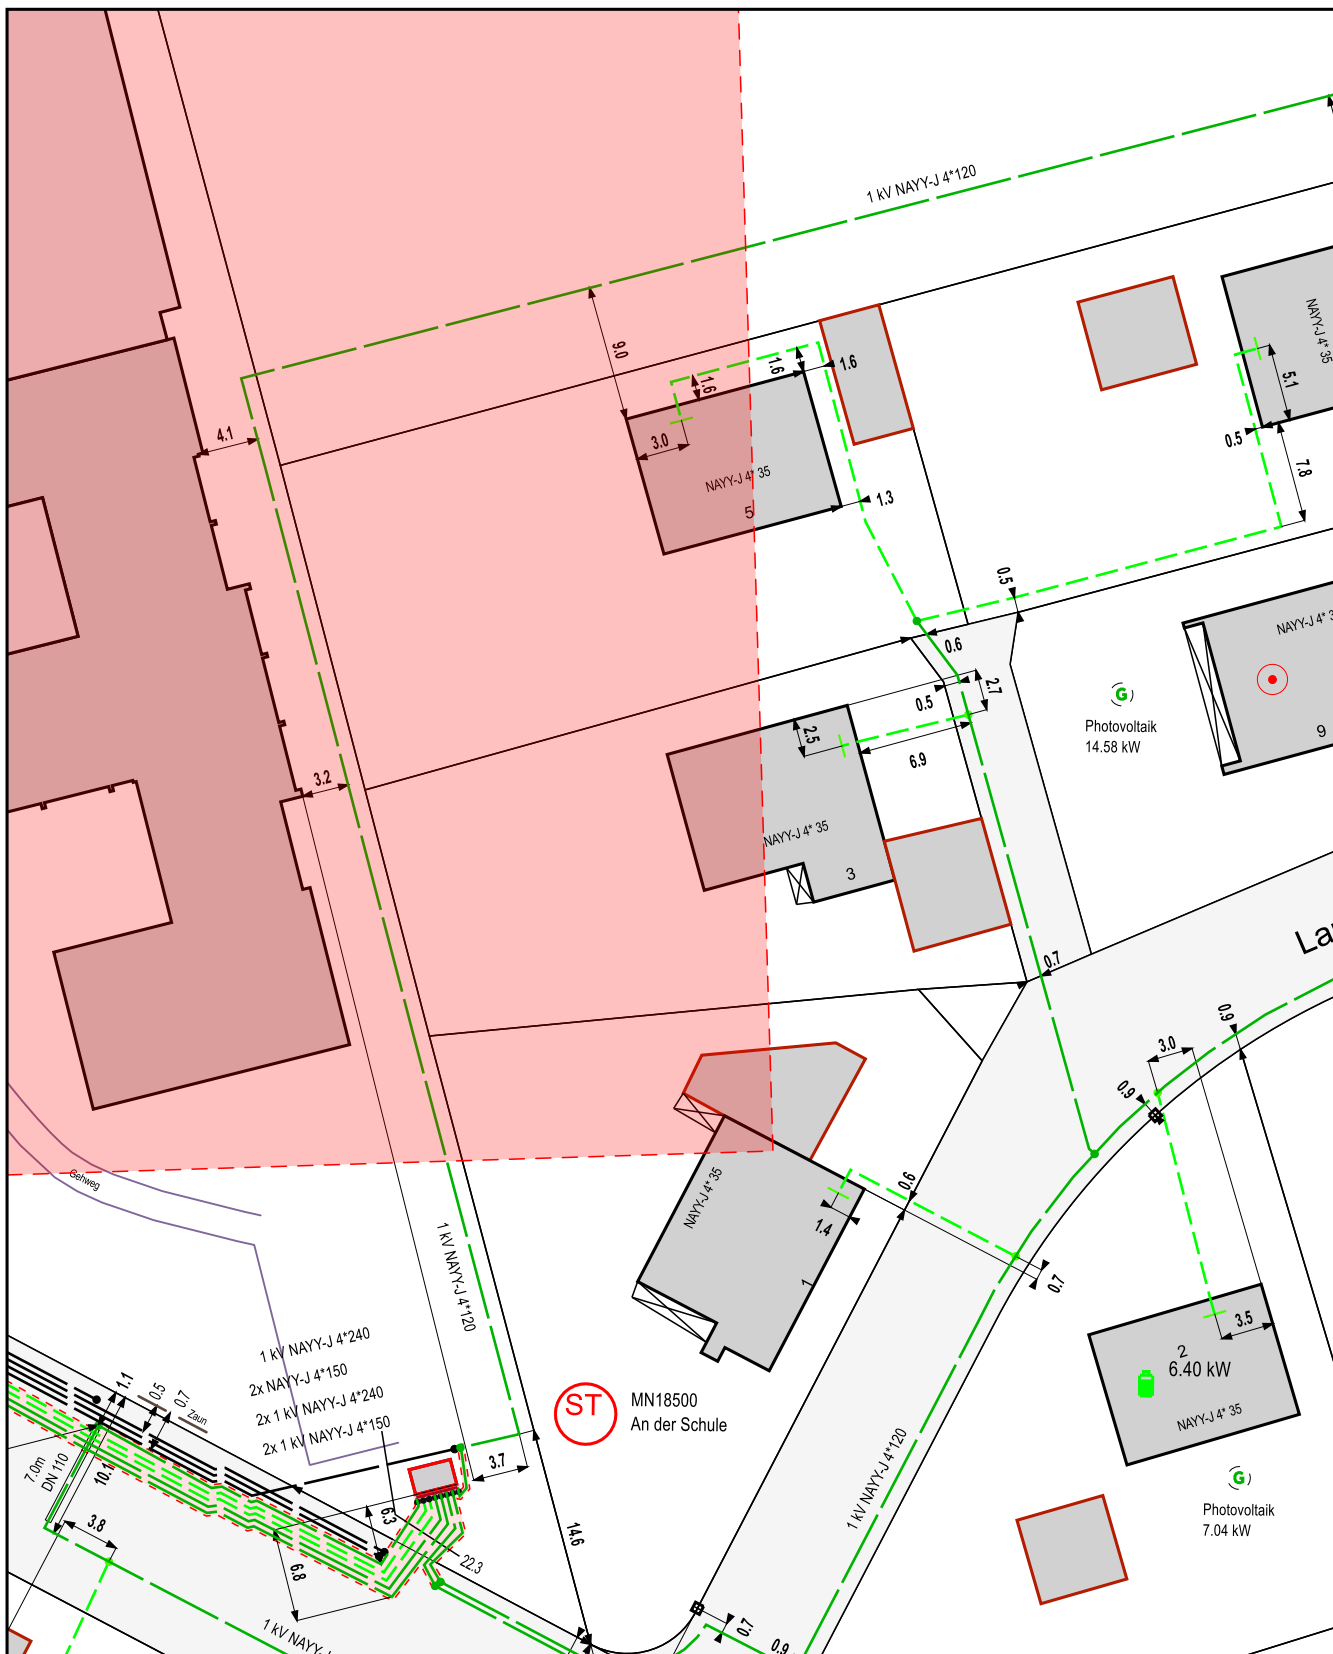 1 kV NAYY-J 4*120
9.0
1.6
1.6
1.6
NAYY-J 4* 35
5.1
4.1
3.0
NAYY-J 4* 35
5
1.3
0.5
7.8
0.5
0.6
NAYY-J 4* 3
2.7
0.5
2.5
6.9
Photovoltaik
14.58 kW
G
9
3.2
NAYY-J 4* 35
3
La
0.7
0.9
3.0
0.9
Gehweg
NAYY-J 4* 35
0.6
1.4
1
0.7
1 kV NAYY-J 4*120
3.5
2
6.40 kW
NAYY-J 4* 35
1 kV NAYY-J 4*240
2x NAYY-J 4*150
2x 1 kV NAYY-J 4*240
2x 1 kV NAYY-J 4*150
ST
MN18500
An der Schule
1.1
0.5
0.7
Zaun
7.0m
DN 110
10.1
3.8
3.7
6.3
6.8
22.3
14.6
1 kV NAYY-J 4*120
G
Photovoltaik
7.04 kW
1 kV NAYY-J
0.7
0.9